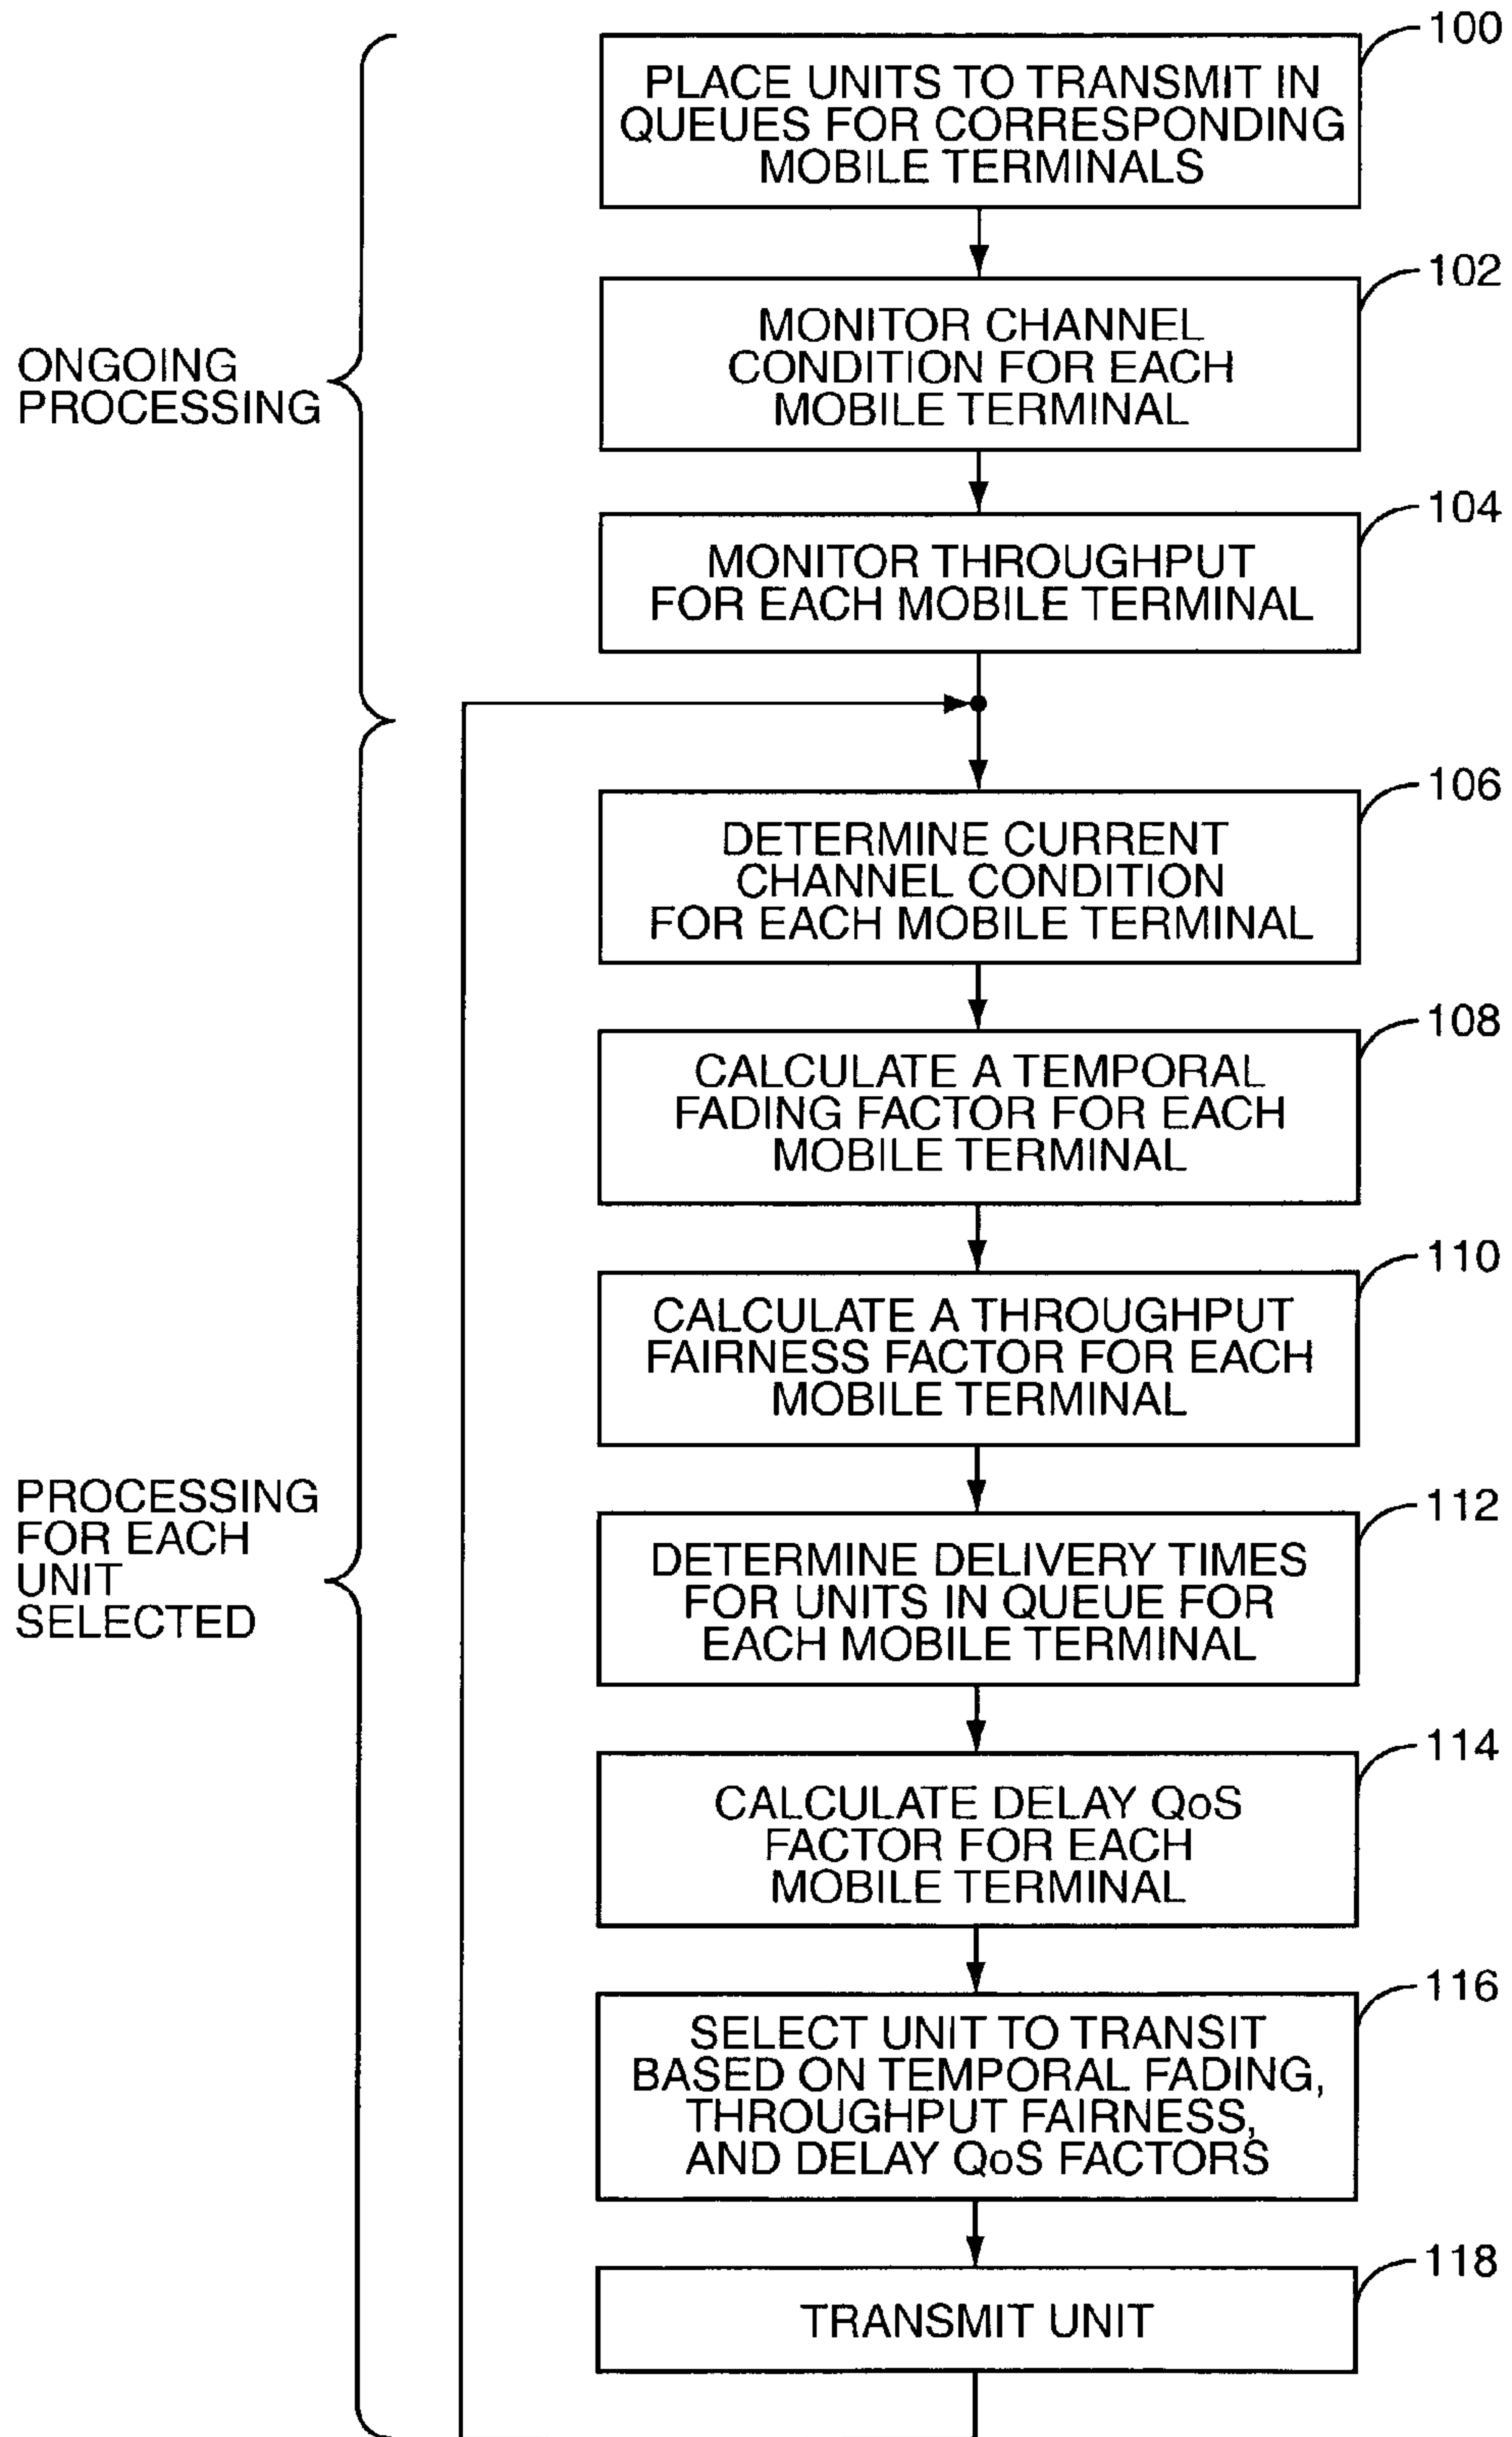 100
PLACE UNITS TO TRANSMIT IN
QUEUES FOR CORRESPONDING
MOBILE TERMINALS
102
MONITOR CHANNEL
CONDITION FOR EACH
MOBILE TERMINAL
ONGOING
PROCESSING
104
MONITOR THROUGHPUT
FOR EACH MOBILE TERMINAL
106
DETERMINE CURRENT
CHANNEL CONDITION
FOR EACH MOBILE TERMINAL
108
CALCULATE A TEMPORAL
FADING FACTOR FOR EACH
MOBILE TERMINAL
110
CALCULATE A THROUGHPUT
FAIRNESS FACTOR FOR EACH
MOBILE TERMINAL
PROCESSING
FOR EACH
UNIT
SELECTED
112
DETERMINE DELIVERY TIMES
FOR UNITS IN QUEUE FOR
EACH MOBILE TERMINAL
114
CALCULATE DELAY QoS
FACTOR FOR EACH
MOBILE TERMINAL
116
SELECT UNIT TO TRANSIT
BASED ON TEMPORAL FADING,
THROUGHPUT FAIRNESS,
AND DELAY QoS FACTORS
118
TRANSMIT UNIT